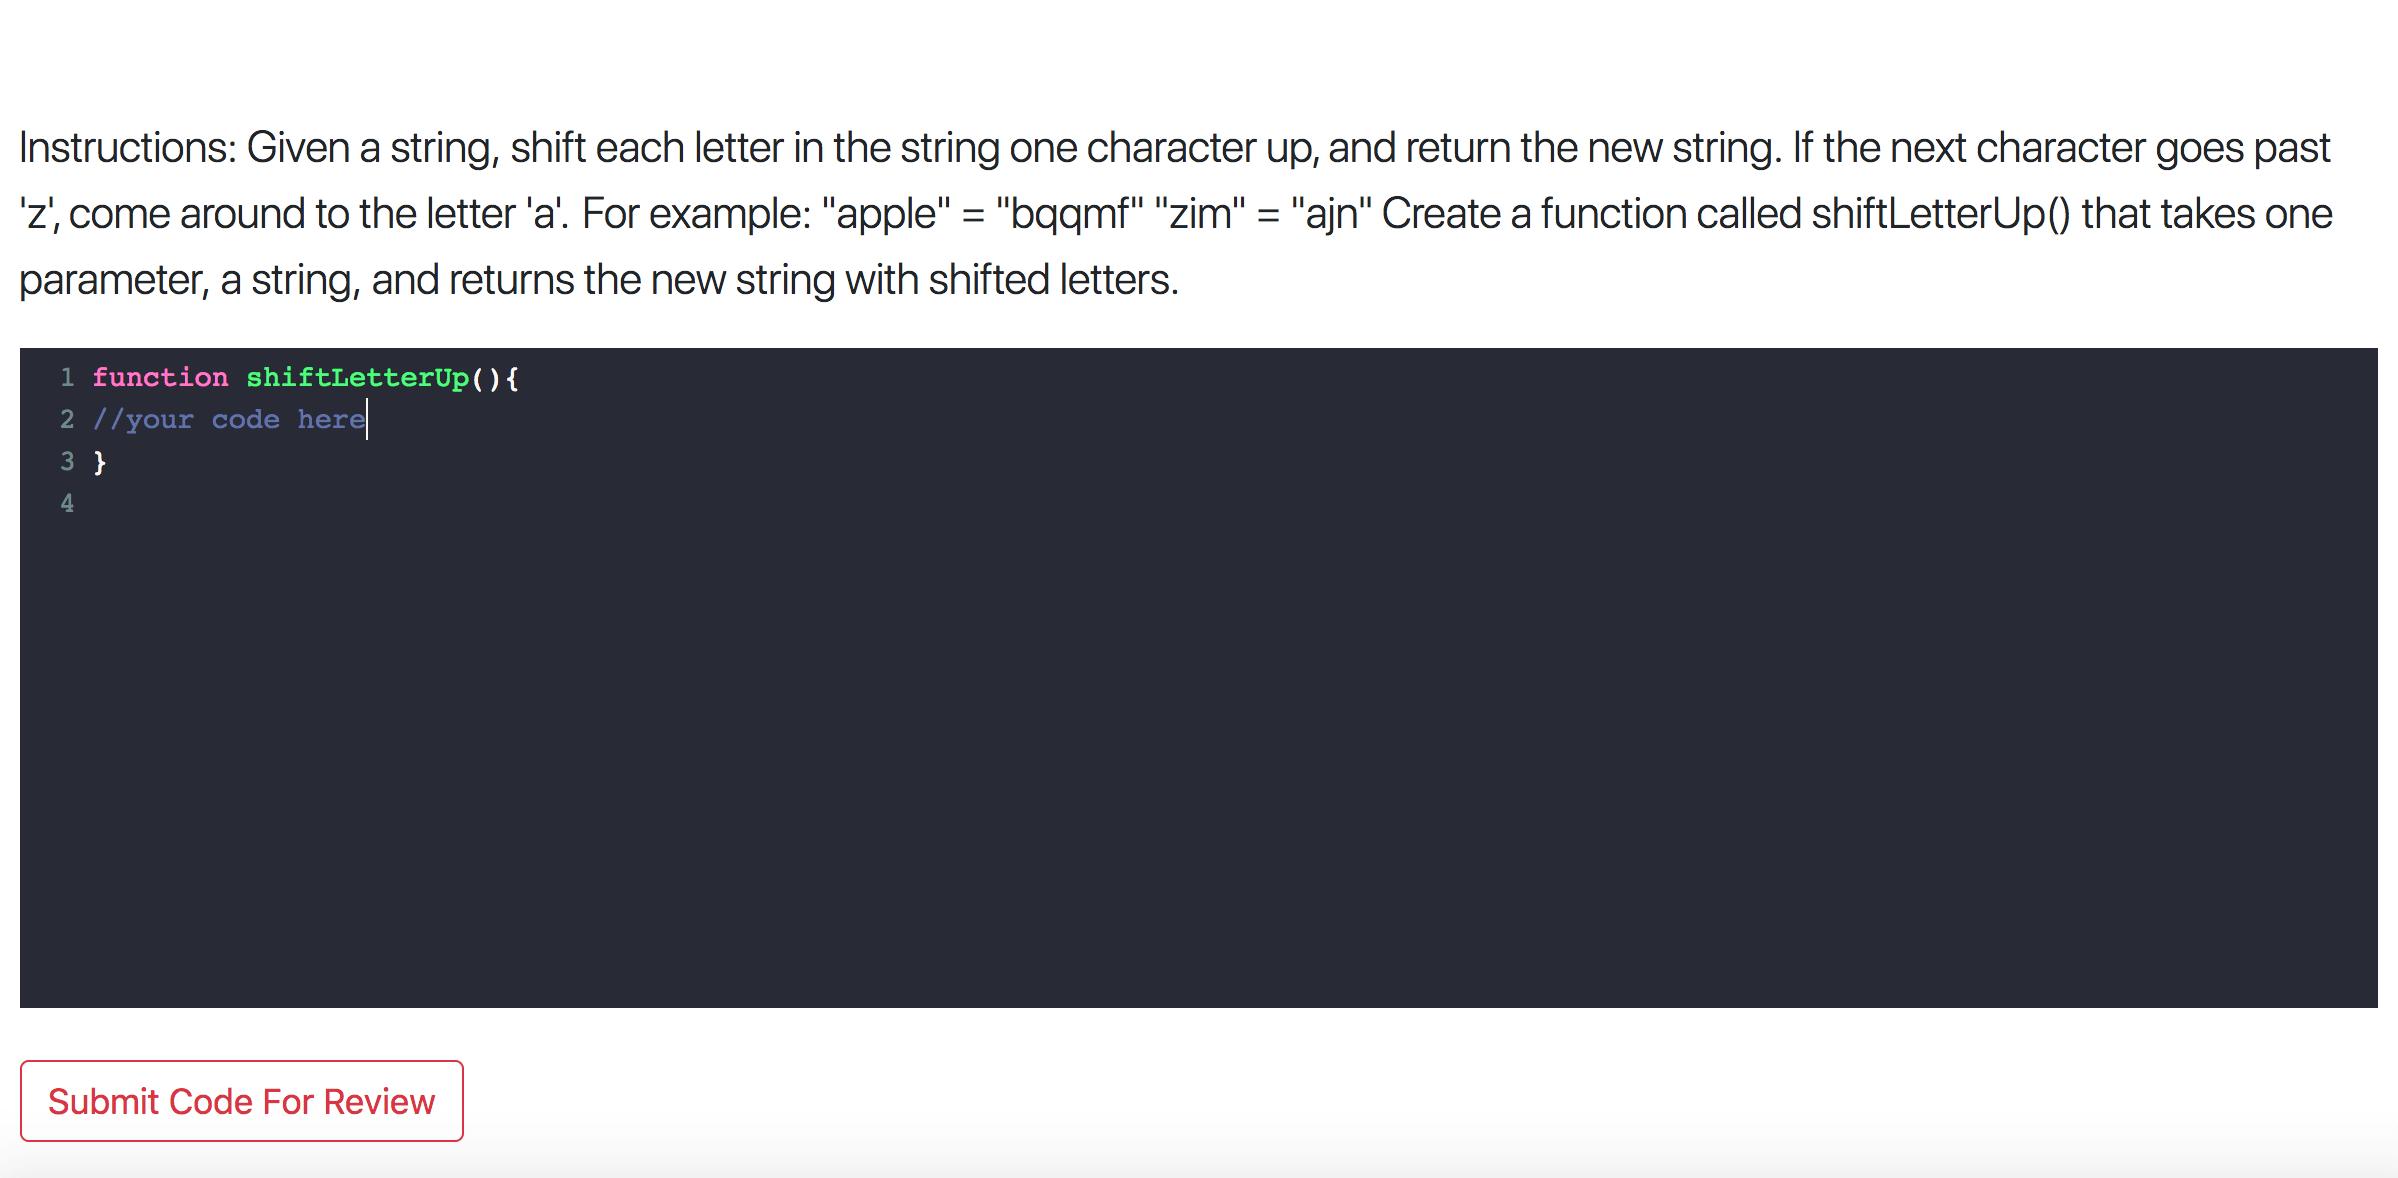 Instructions: Given a string, shift each letter in the string one character up, and return the new string. If the next character goes past
'z', come around to the letter 'a'. For example: "apple" = "bqqmf" "zim" = "ajn" Create a function called shiftLetterUp() that takes one
parameter, a string, and returns the new string with shifted letters.
1 function shiftLetterUp(){
2 //your code here
3 }
4
Submit Code For Review